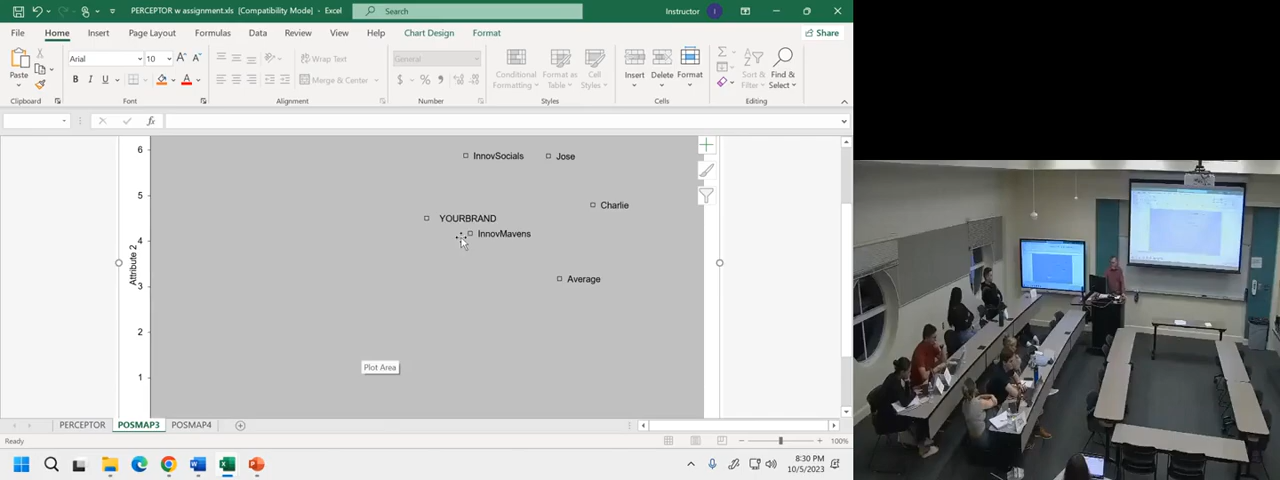 PERCEPTOR w assignment.xls [Compatibility Mode] - Excel
Search
Instructor
I
File Home Insert Page Layout Formulas Data Review View Help Chart Design Format
Share
Paste
Arial 10 A A
General
B I U
Merge & Center
$ % ,
Conditional Formatting
Format as Table
Cell Styles
Insert
Delete
Format
Sort & Filter
Find & Select
Clipboard Font Alignment Number Styles Cells Editing
fx
6
InnovSocials
Jose
5
Charlie
YOURBRAND
4
InnovMavens
Attribute 2
Average
3
2
Plot Area
1
PERCEPTOR POSMAP3 POSMAP4
Ready
100%
8:30 PM
10/5/2023